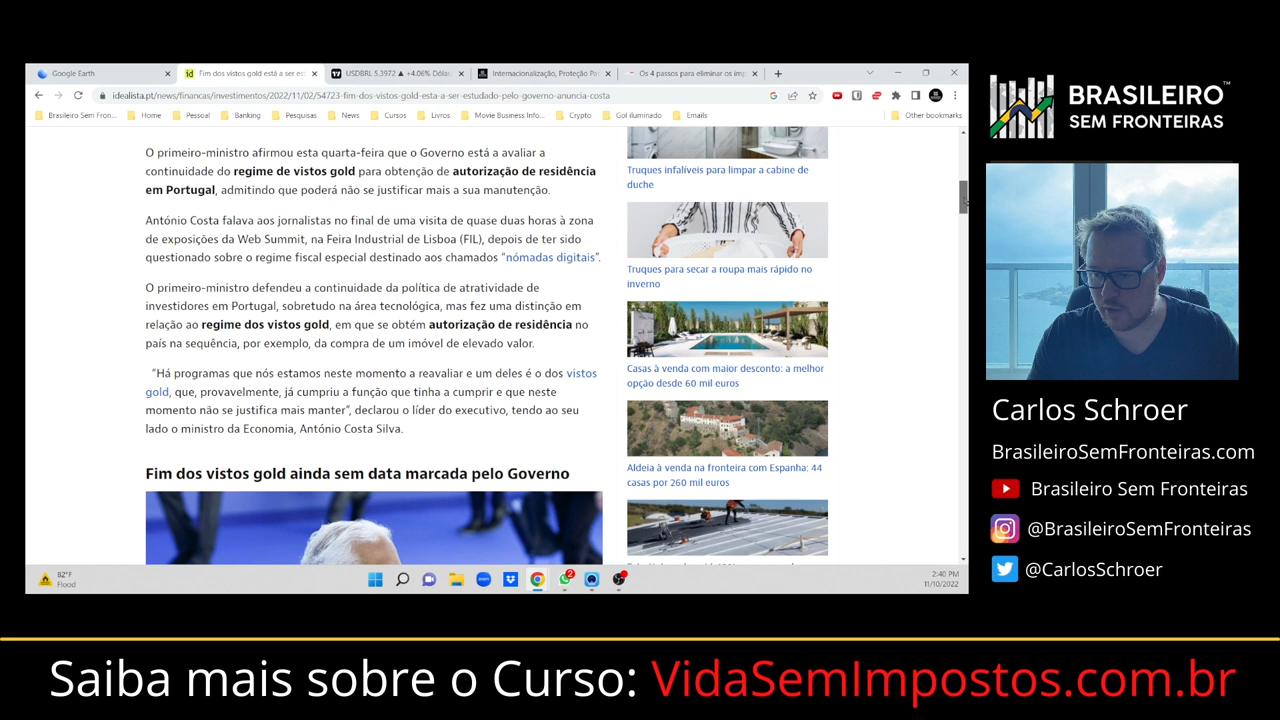 Google Earth
Fim dos vistos gold está a ser es
USDBRL 5.3972 ▲ +4.06% Dóla
Internacionalização, Proteção Pa
Os 4 passos para eliminar os imp
idealista.pt/news/financas/investimentos/2022/11/02/54723-fim-dos-vistos-gold-esta-a-ser-estudado-pelo-governo-anuncia-costa
Brasileiro Sem Fron...
Home
Pessoal
Banking
Pesquisas
News
Cursos
Livros
Movie Business Info...
Crypto
Gol iluminado
Emails
Other bookmarks
O primeiro-ministro afirmou esta quarta-feira que o Governo está a avaliar a
continuidade do regime de vistos gold para obtenção de autorização de residência
em Portugal, admitindo que poderá não se justificar mais a sua manutenção.
António Costa falava aos jornalistas no final de uma visita de quase duas horas à zona
de exposições da Web Summit, na Feira Industrial de Lisboa (FIL), depois de ter sido
questionado sobre o regime fiscal especial destinado aos chamados “nómadas digitais”.
O primeiro-ministro defendeu a continuidade da política de atratividade de
investidores em Portugal, sobretudo na área tecnológica, mas fez uma distinção em
relação ao regime dos vistos gold, em que se obtém autorização de residência no
país na sequência, por exemplo, da compra de um imóvel de elevado valor.
“Há programas que nós estamos neste momento a reavaliar e um deles é o dos vistos
gold, que, provavelmente, já cumpriu a função que tinha a cumprir e que neste
momento não se justifica mais manter”, declarou o líder do executivo, tendo ao seu
lado o ministro da Economia, António Costa Silva.
Fim dos vistos gold ainda sem data marcada pelo Governo
Truques infalíveis para limpar a cabine de
duche
Truques para secar a roupa mais rápido no
inverno
Casas à venda com maior desconto: a melhor
opção desde 60 mil euros
Aldeia à venda na fronteira com Espanha: 44
casas por 260 mil euros
82°F
Flood
2
2:40 PM
11/10/2022
BRASILEIRO™
SEM FRONTEIRAS
Carlos Schroer
BrasileiroSemFronteiras.com
Brasileiro Sem Fronteiras
@BrasileiroSemFronteiras
@CarlosSchroer
Saiba mais sobre o Curso: VidaSemImpostos.com.br